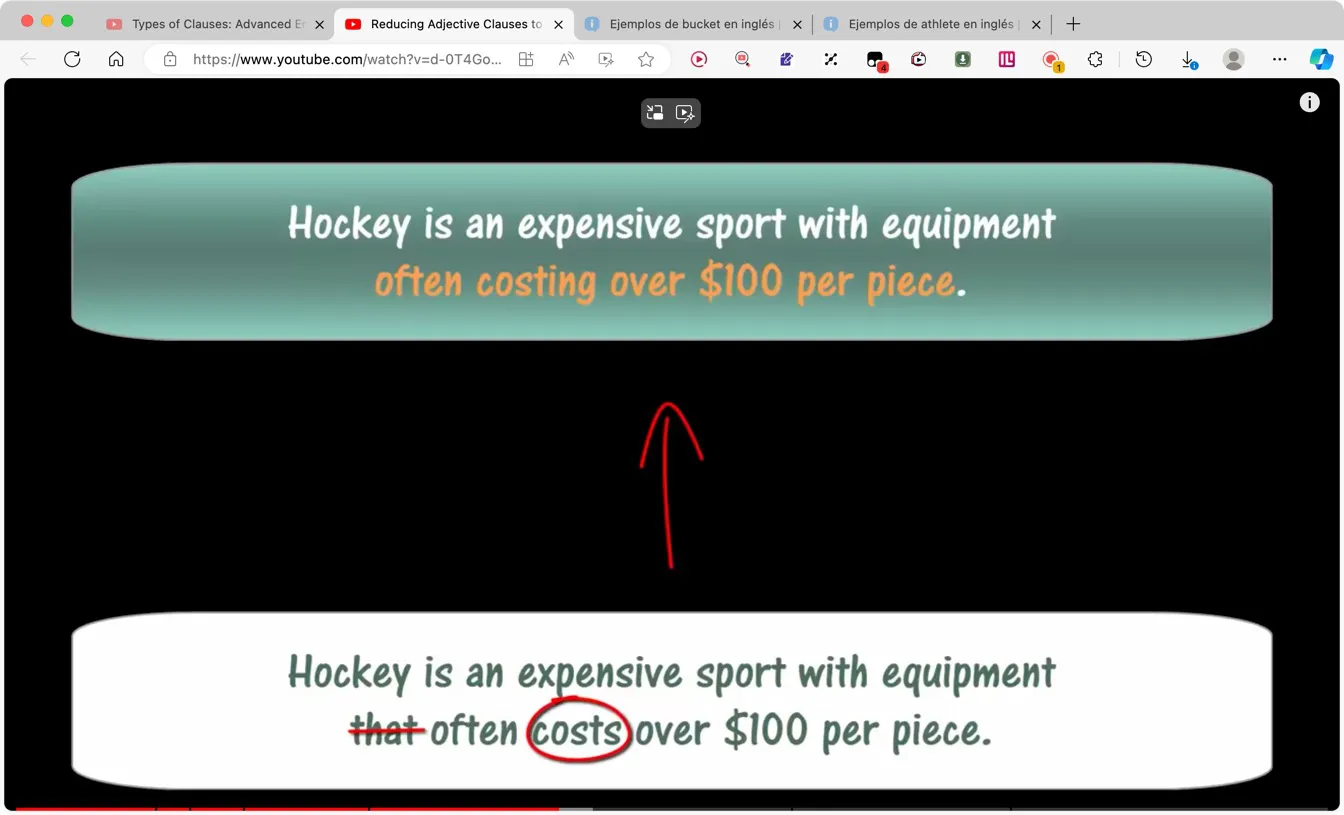 Types of Clauses: Advanced En
Reducing Adjective Clauses to
Ejemplos de bucket en inglés
Ejemplos de athlete en inglés
https://www.youtube.com/watch?v=d-0T4Go...
4
1
Hockey is an expensive sport with equipment
often costing over $100 per piece.
Hockey is an expensive sport with equipment
that often costs over $100 per piece.